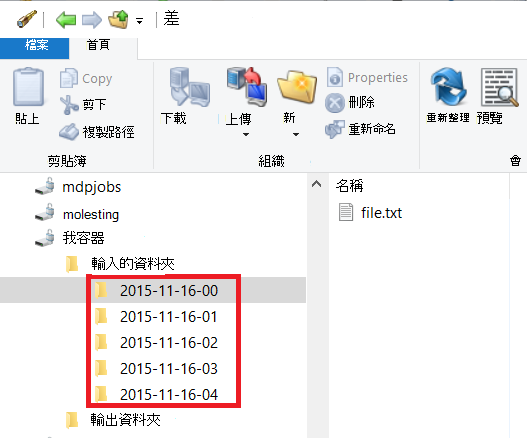 差
檔案 首頁
貼上 Copy 剪下 複製路徑 下載 上傳 新 Properties 刪除 重新命名 重新整理 預覽
剪貼簿 組織 會
mdpjobs
molesting
我容器
輸入的資料夾
2015-11-16-00
2015-11-16-01
2015-11-16-02
2015-11-16-03
2015-11-16-04
輸出資料夾
名稱
file.txt